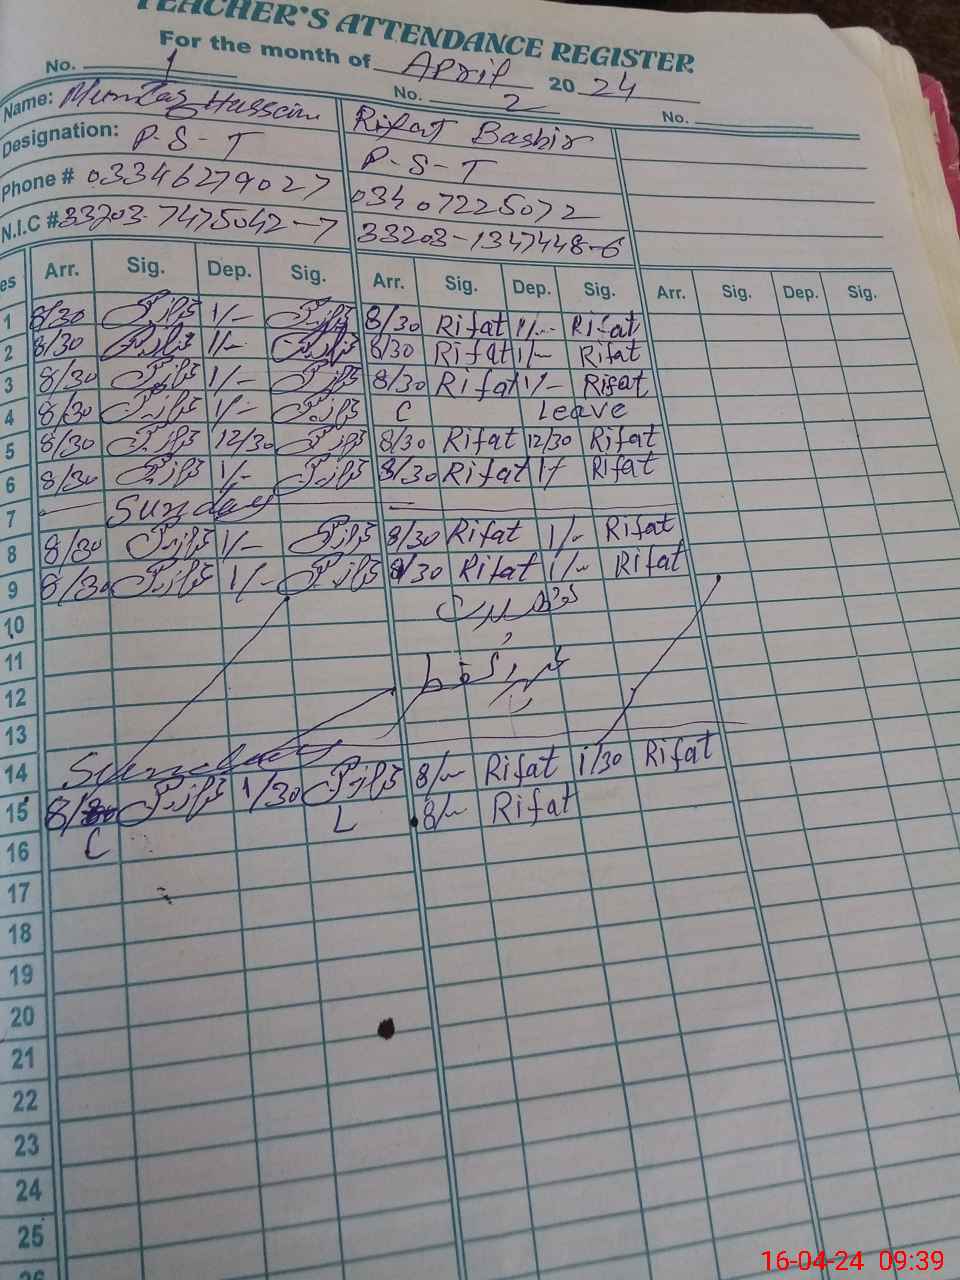 TEACHER'S ATTENDANCE REGISTER
For the month of April 2024
No. 1 No. 2 No.
Name: Mumtaz Hussain Rifat Bashir
Designation: P-S-T P-S-T
Phone # 03346279027 03407225072
N.I.C # 33203-7475042-7 33203-1347448-6
es Arr. Sig. Dep. Sig. Arr. Sig. Dep. Sig. Arr. Sig. Dep. Sig.
1 8/30 1/- 8/30 Rifat 1/- Rifat
2 8/30 1/- 8/30 Rifat 1/- Rifat
3 8/30 1/- 8/30 Rifat 1/- Rifat
4 8/30 1/- C Leave
5 8/30 12/30 8/30 Rifat 12/30 Rifat
6 8/30 1/- 8/30 Rifat 1/ Rifat
7 Sunday
8 8/30 1/- 8/30 Rifat 1/- Rifat
9 8/30 1/- 8/30 Rifat 1/- Rifat
10
11
12
13
14 Sunday 8/- Rifat 1/30 Rifat
15 8/30 1/30 8/- Rifat
16 C L
17
18
19
20
21
22
23
24
25
26
16-04-24 09:39